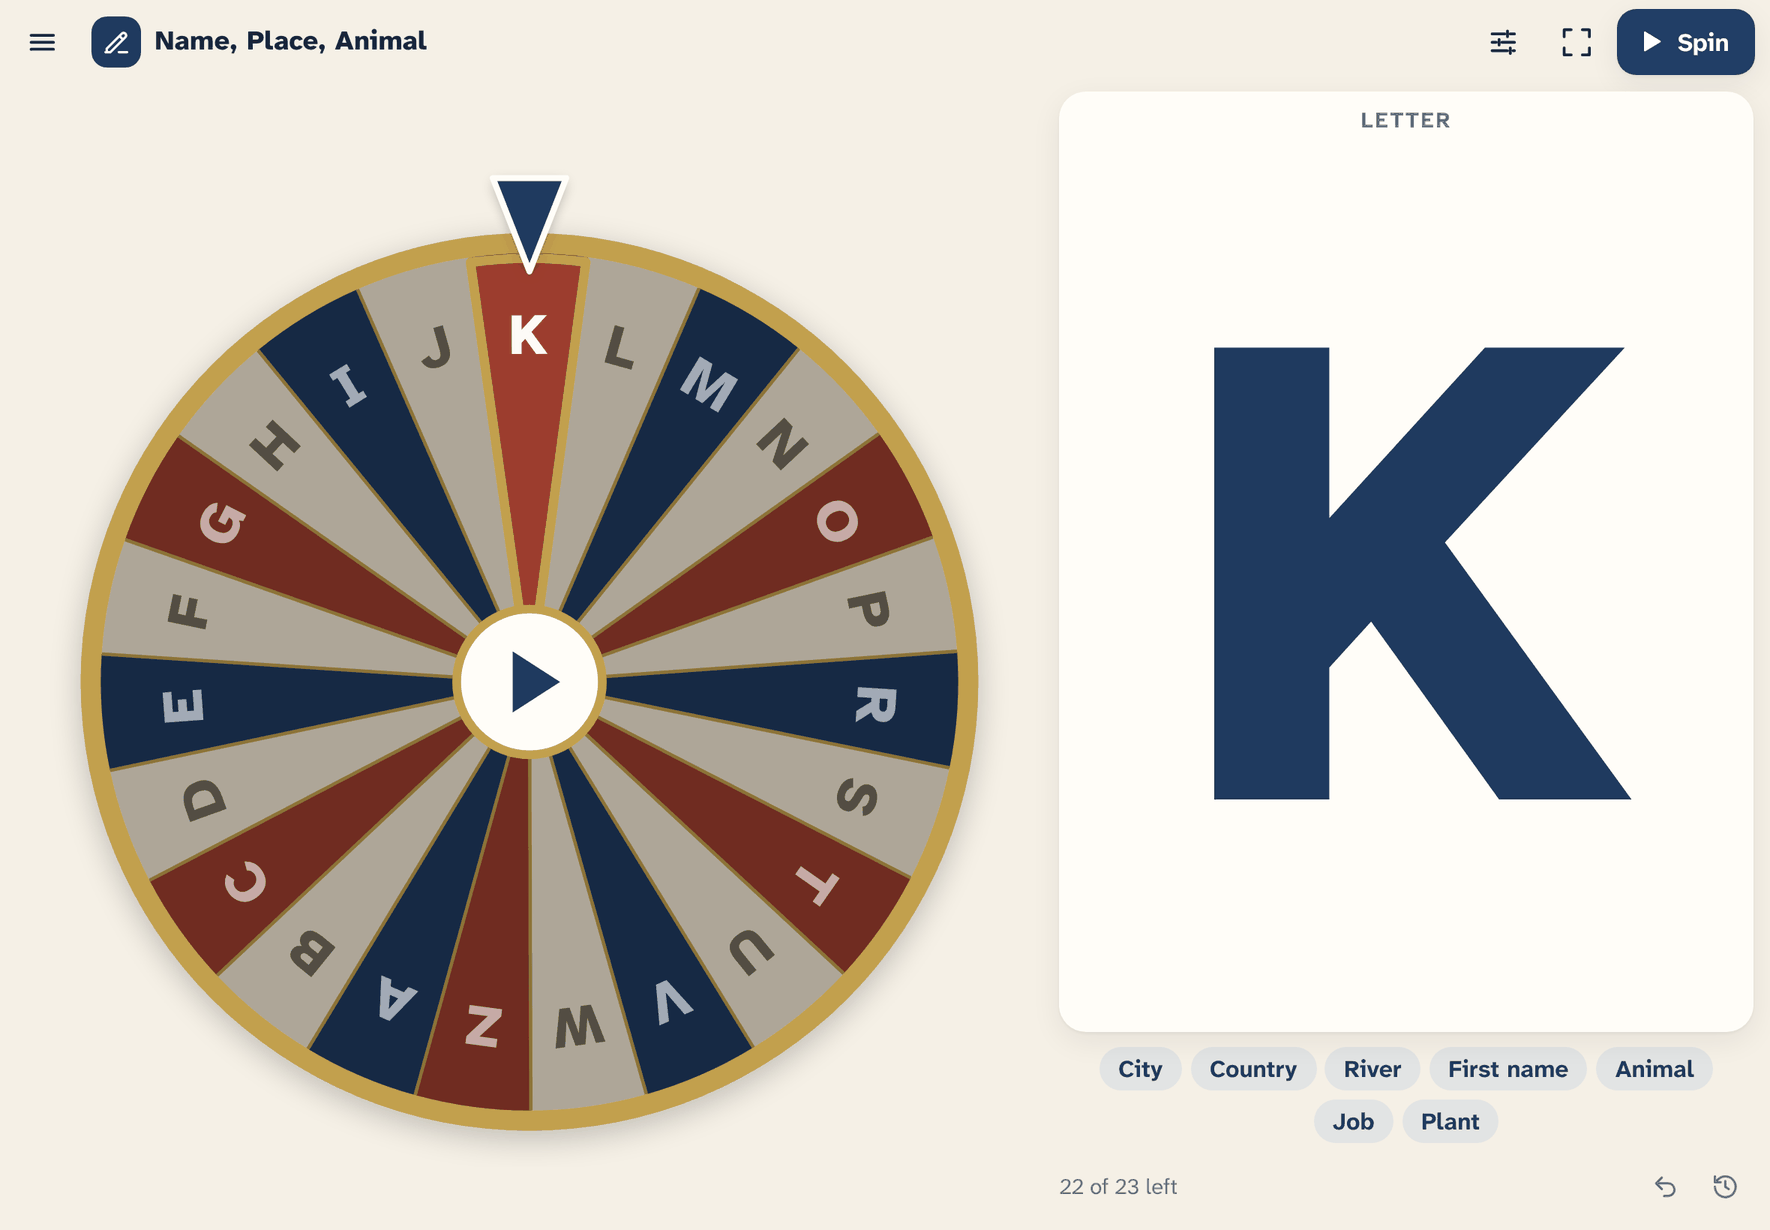 Name, Place, Animal
Spin
K
L
M
N
O
P
R
S
T
U
V
W
Z
A
B
C
D
E
F
G
H
I
J
LETTER
K
City Country River First name Animal
Job Plant
22 of 23 left